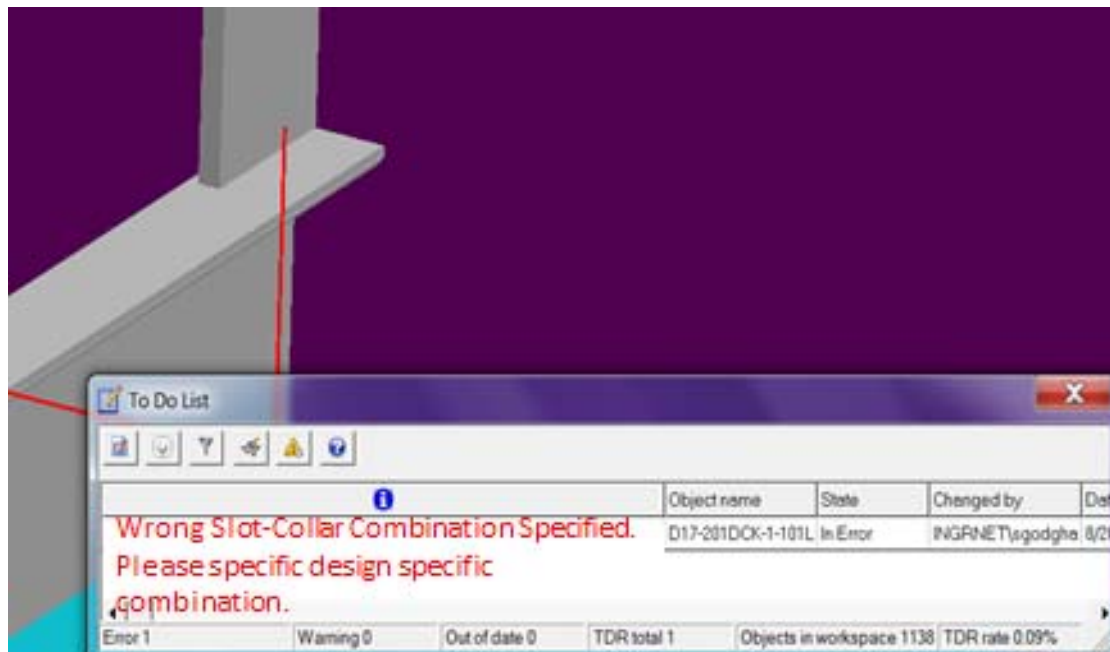 To Do List
Object name State Changed by
Wrong Slot-Collar Combination Specified.
D17-201DCK-1-101L In Error INGRNET\sgodgha
Please specific design specific
combination.
Error 1 Warning 0 Out of date 0 TDR total 1 Objects in workspace 1138 TDR rate 0.09%